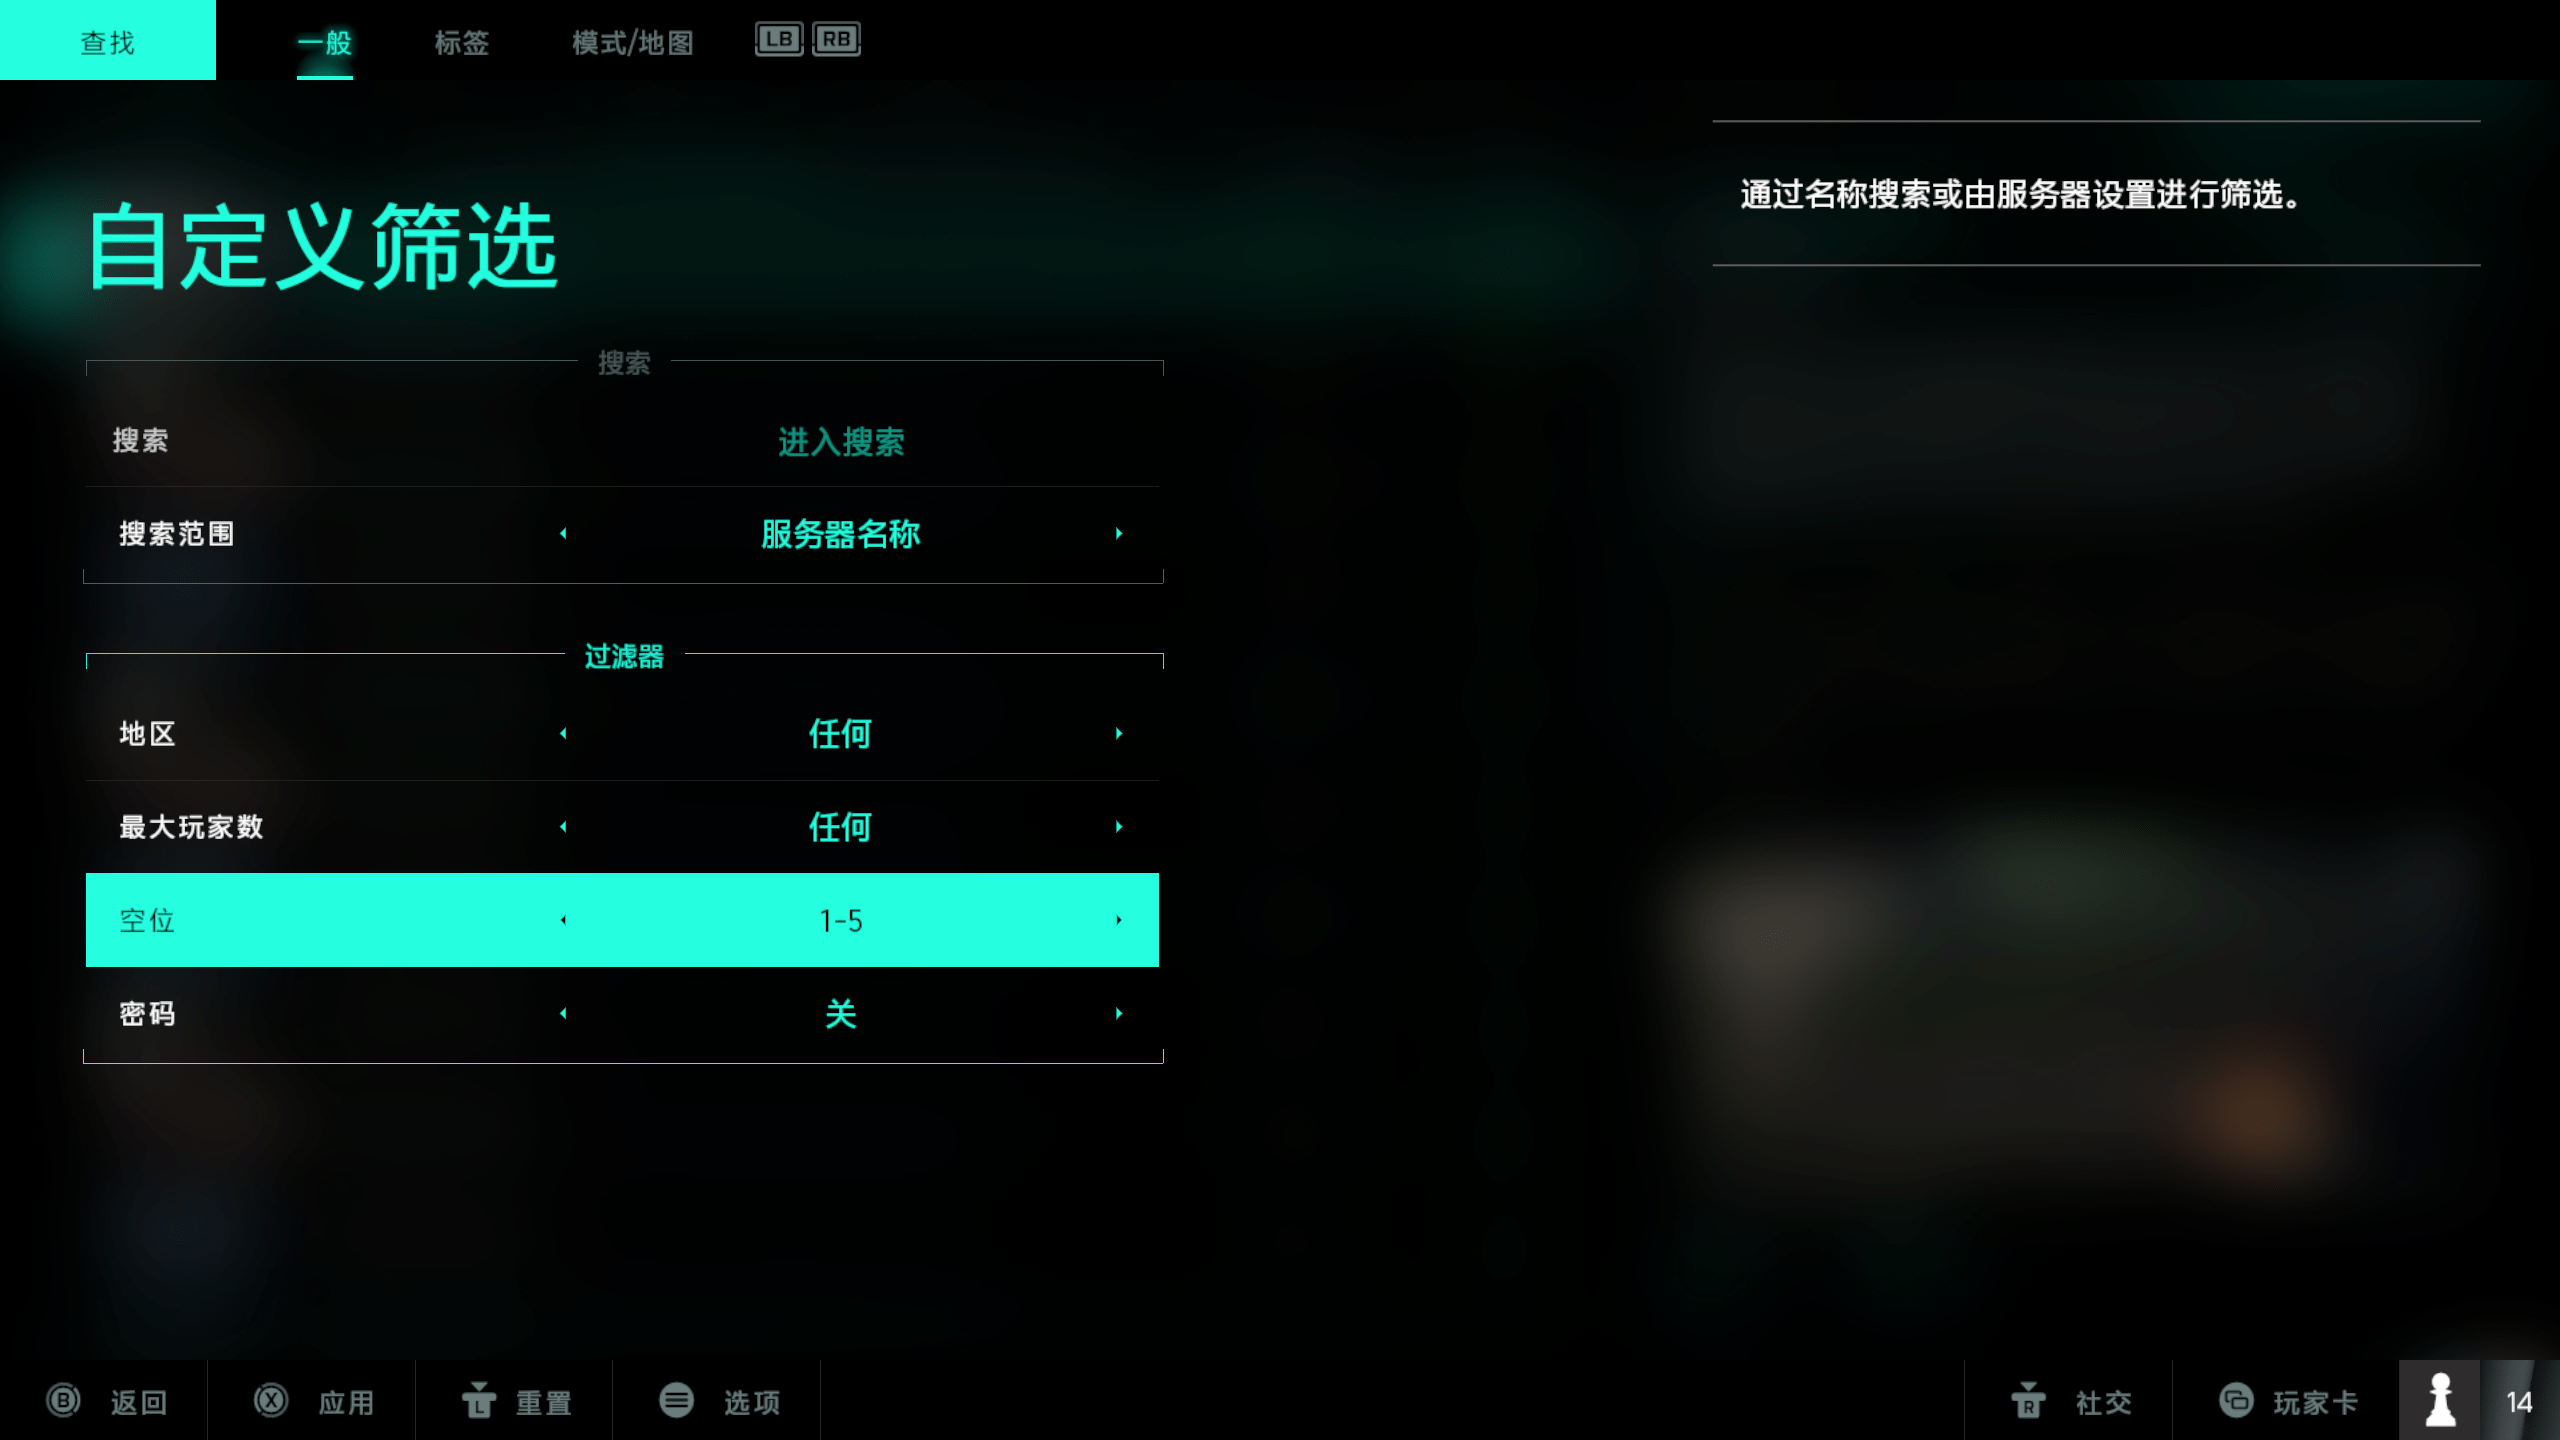 查找 一般 标签 模式/地图 LB RB
通过名称搜索或由服务器设置进行筛选。
自定义筛选
搜索
搜索 进入搜索
搜索范围 服务器名称
过滤器
地区 任何
最大玩家数 任何
空位 1-5
密码 关
B 返回 X 应用 L 重置 选项 R 社交 玩家卡 14